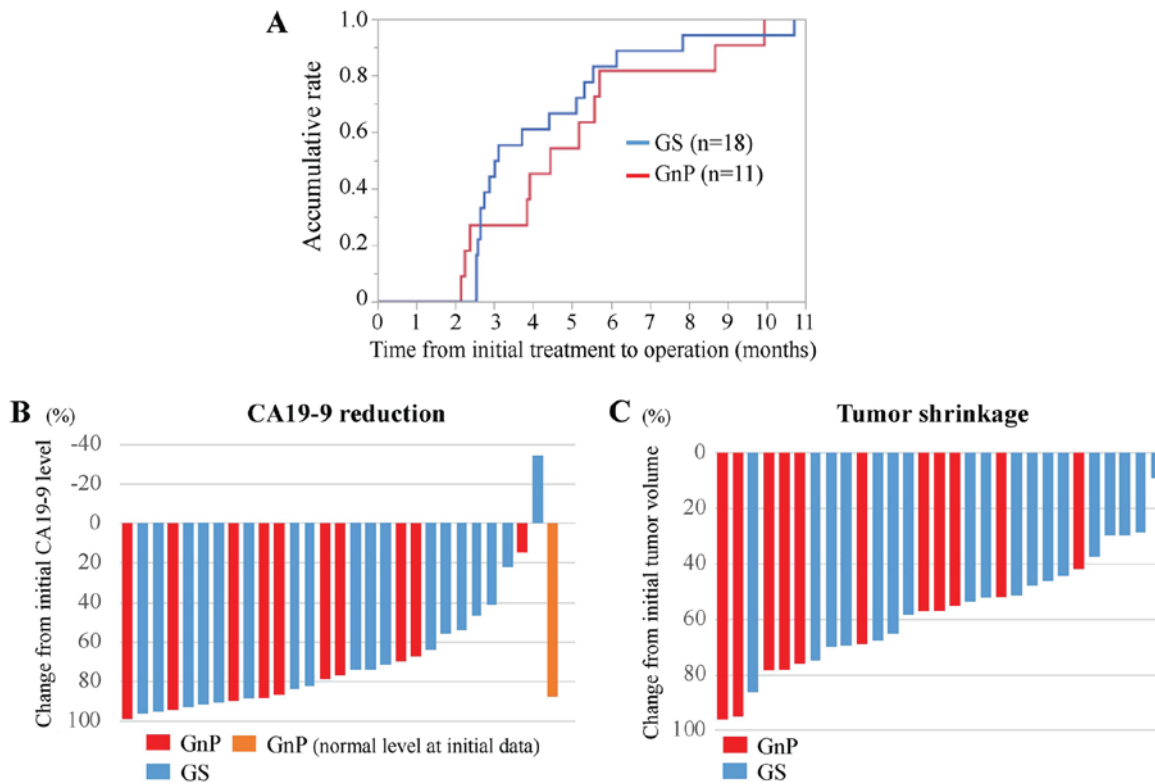 A
1.0
0.8
0.6
0.4
0.2
0
Accumulative rate
GS (n=18)
GnP (n=11)
0 1 2 3 4 5 6 7 8 9 10 11
Time from initial treatment to operation (months)
B (%) CA19-9 reduction
-40
-20
0
20
40
60
80
100
Change from initial CA19-9 level
GnP GnP (normal level at initial data)
GS
C (%) Tumor shrinkage
0
20
40
60
80
100
Change from initial tumor volume
GnP
GS